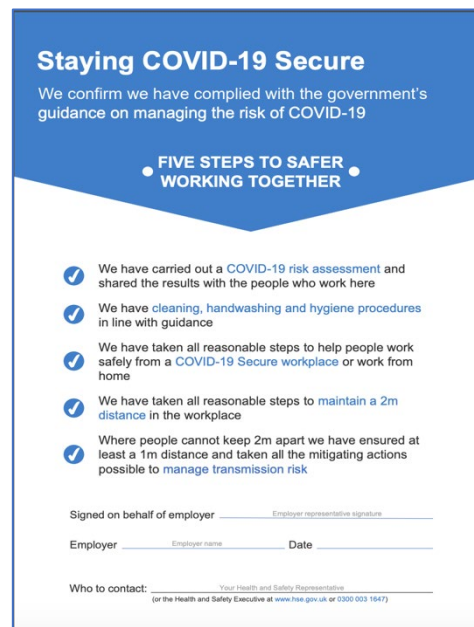 Staying COVID-19 Secure
We confirm we have complied with the government's
guidance on managing the risk of COVID-19
FIVE STEPS TO SAFER
WORKING TOGETHER
We have carried out a COVID-19 risk assessment and
shared the results with the people who work here
We have cleaning, handwashing and hygiene procedures
in line with guidance
We have taken all reasonable steps to help people work
safely from a COVID-19 Secure workplace or work from
home
We have taken all reasonable steps to maintain a 2m
distance in the workplace
Where people cannot keep 2m apart we have ensured at
least a 1m distance and taken all the mitigating actions
possible to manage transmission risk
Signed on behalf of employer Employer representative signature
Employer Employer name Date
Who to contact: Your Health and Safety Representative
(or the Health and Safety Executive at www.hse.gov.uk or 0300 003 1647)